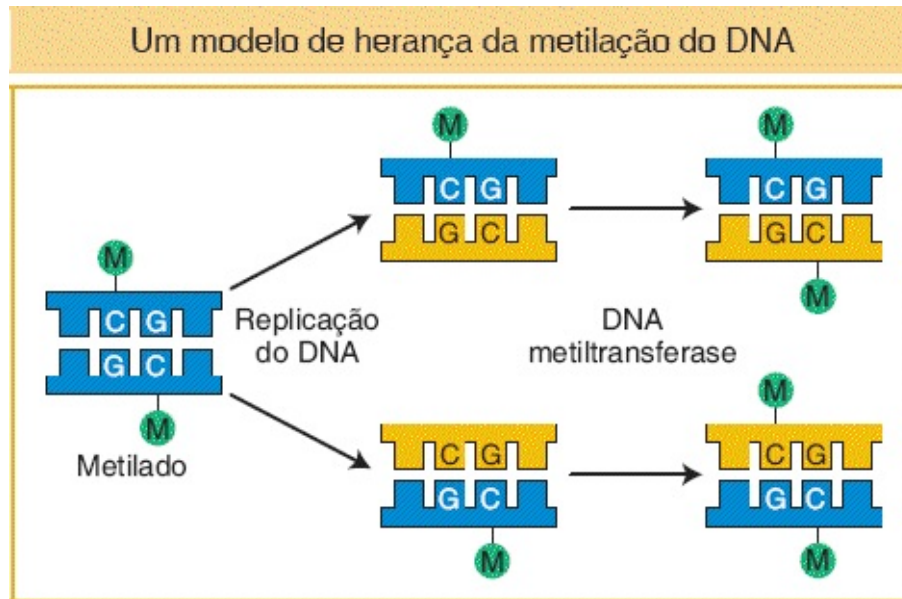 Um modelo de herança da metilação do DNA
M
M
C G
C G
G C
G C
M
M
C G
G C
M
Metilado
Replicação
do DNA
DNA
metiltransferase
M
C G
C G
G C
G C
M
M